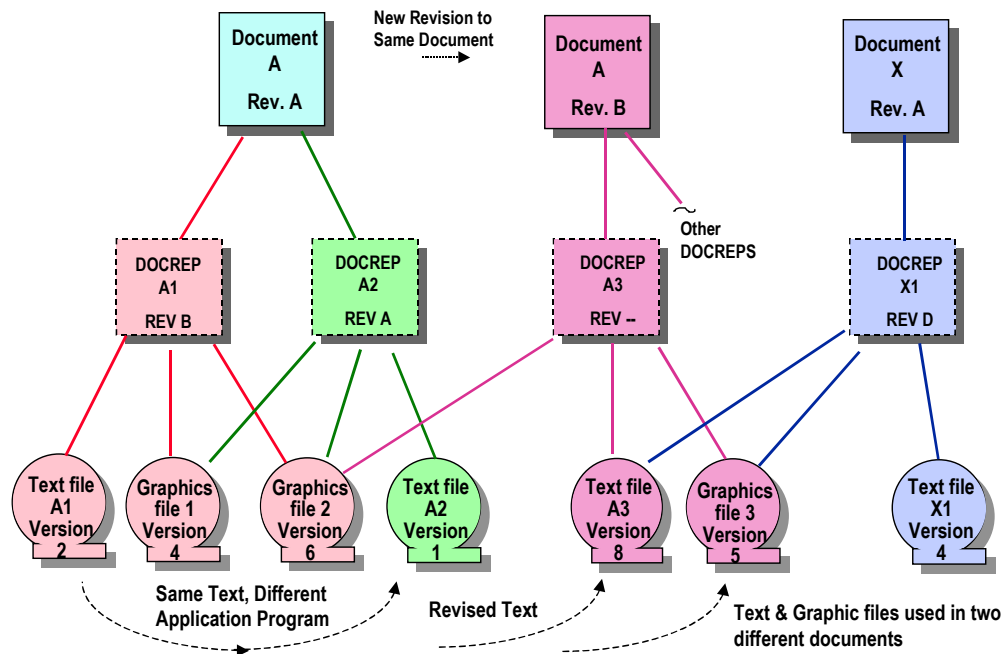 Document
A
Rev. A
New Revision to
Same Document
Document
A
Rev. B
Document
X
Rev. A
Other
DOCREPS
DOCREP
A1
REV B
DOCREP
A2
REV A
DOCREP
A3
REV --
DOCREP
X1
REV D
Text file
A1
Version
2
Graphics
file 1
Version
4
Graphics
file 2
Version
6
Text file
A2
Version
1
Text file
A3
Version
8
Graphics
file 3
Version
5
Text file
X1
Version
4
Same Text, Different
Application Program
Revised Text
Text & Graphic files used in two
different documents